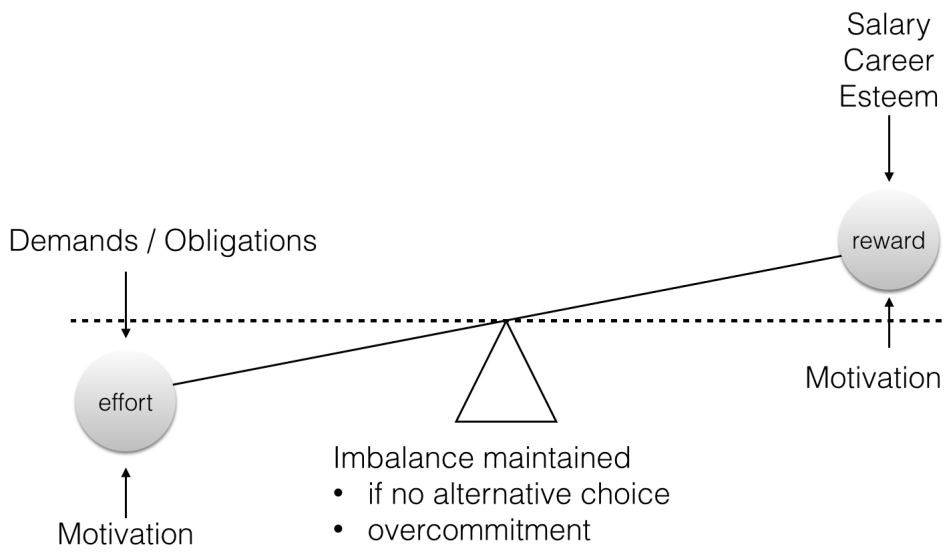 Salary
Career
Esteem
Demands / Obligations
reward
effort
Motivation
Imbalance maintained
• if no alternative choice
• overcommitment
Motivation